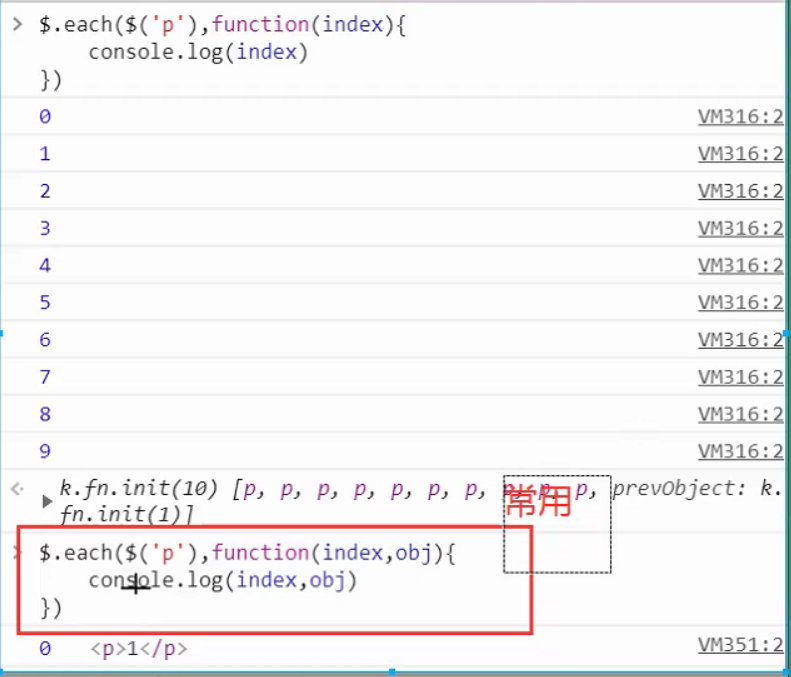 > $.each($('p'),function(index){
console.log(index)
})
0 VM316:2
1 VM316:2
2 VM316:2
3 VM316:2
4 VM316:2
5 VM316:2
6 VM316:2
7 VM316:2
8 VM316:2
9 VM316:2
k.fn.init(10) [p, p, p, p, p, p, p, p, p, p, prevObject: k.
fn.init(1)]
常用
> $.each($('p'),function(index,obj){
console.log(index,obj)
})
0 <p>1</p> VM351:2